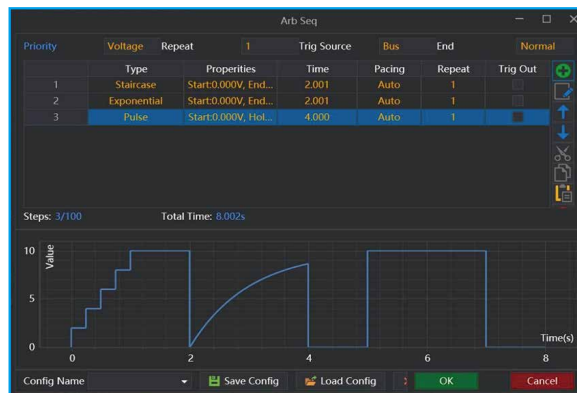 Arb Seq
Priority Voltage Repeat 1 Trig Source Bus End Normal
Type Properities Time Pacing Repeat Trig Out
1 Staircase Start:0.000V, End... 2.001 Auto 1
2 Exponential Start:0.000V, End... 2.001 Auto 1
3 Pulse Start:0.000V, Hol... 4.000 Auto 1
Steps: 3/100 Total Time: 8.002s
10
Value
5
0
Time(s)
0 2 4 6 8
Config Name Save Config Load Config OK Cancel